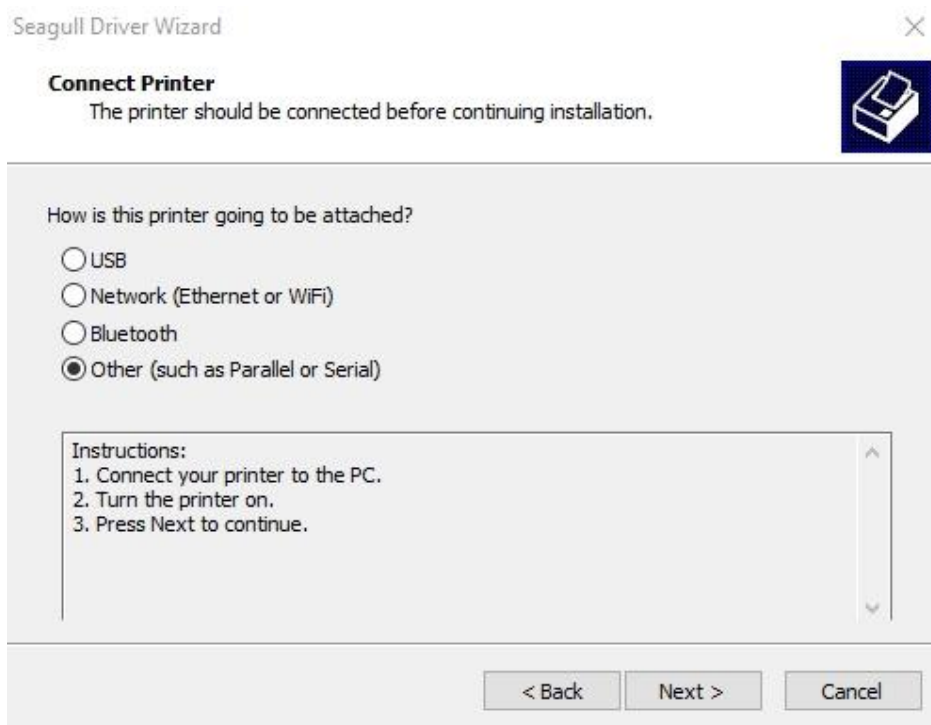 Seagull Driver Wizard
Connect Printer
The printer should be connected before continuing installation.
How is this printer going to be attached?
USB
Network (Ethernet or WiFi)
Bluetooth
Other (such as Parallel or Serial)
Instructions:
1. Connect your printer to the PC.
2. Turn the printer on.
3. Press Next to continue.
< Back Next > Cancel